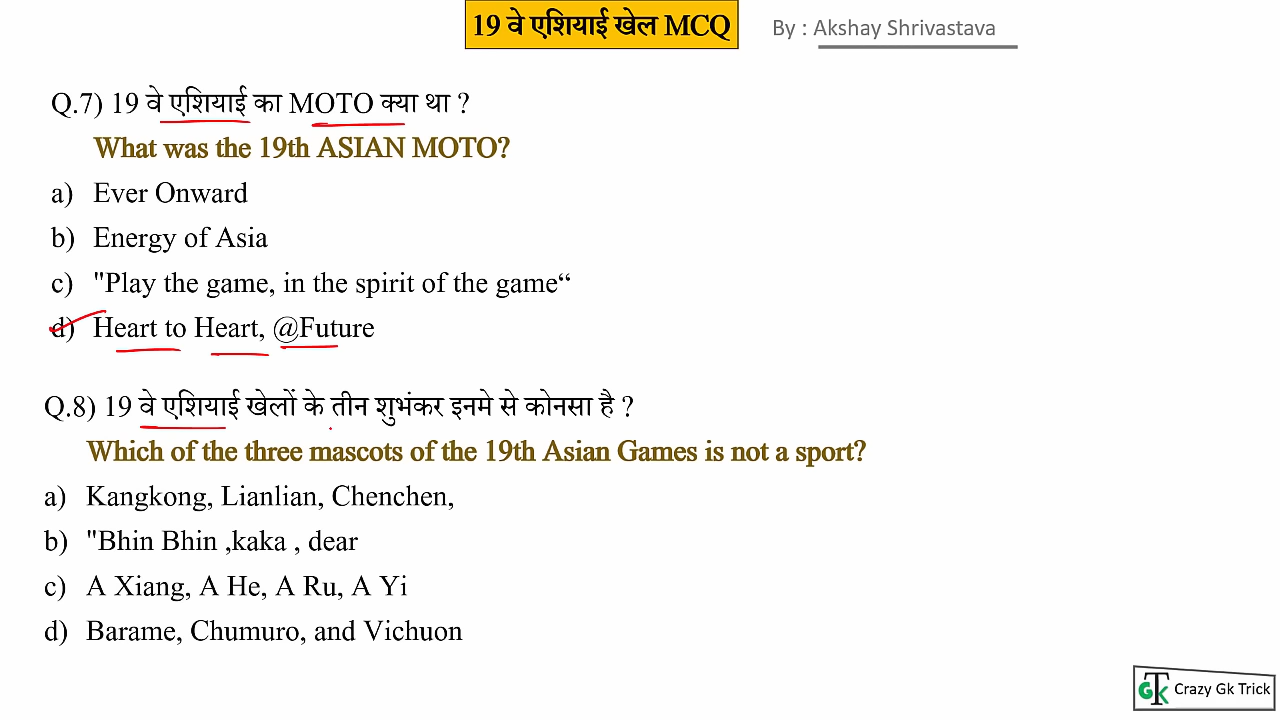 19 वे एशियाई खेल MCQ
By : Akshay Shrivastava
Q.7) 19 वे एशियाई का MOTO क्या था ?
What was the 19th ASIAN MOTO?
a) Ever Onward
b) Energy of Asia
c) "Play the game, in the spirit of the game“
d) Heart to Heart, @Future
Q.8) 19 वे एशियाई खेलों के तीन शुभंकर इनमे से कोनसा है ?
Which of the three mascots of the 19th Asian Games is not a sport?
a) Kangkong, Lianlian, Chenchen,
b) "Bhin Bhin ,kaka , dear
c) A Xiang, A He, A Ru, A Yi
d) Barame, Chumuro, and Vichuon
GTK Crazy Gk Trick